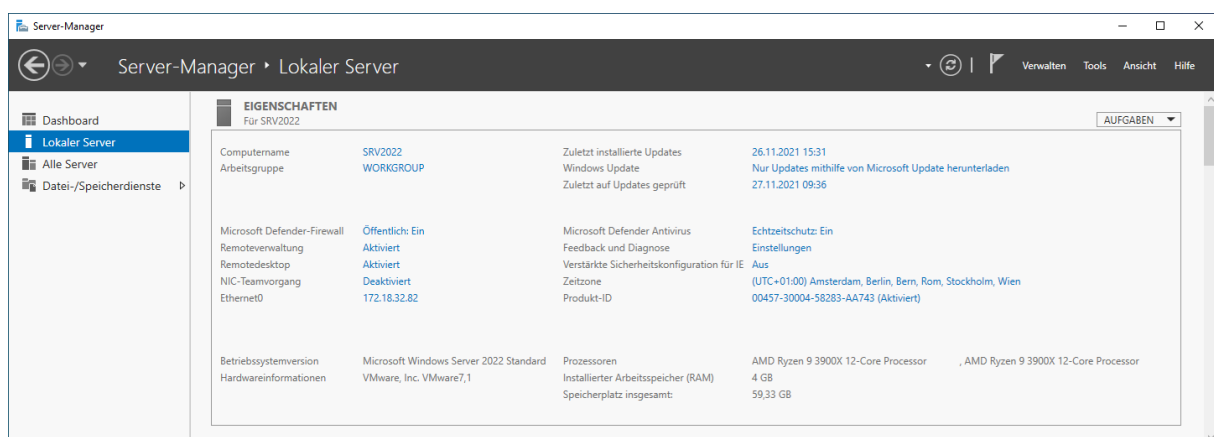 Server-Manager
Server-Manager • Lokaler Server
Verwalten Tools Ansicht Hilfe
Dashboard
Lokaler Server
Alle Server
Datei-/Speicherdienste
EIGENSCHAFTEN
Für SRV2022
AUFGABEN
Computername SRV2022 Zuletzt installierte Updates 26.11.2021 15:31
Arbeitsgruppe WORKGROUP Windows Update Nur Updates mithilfe von Microsoft Update herunterladen
Zuletzt auf Updates geprüft 27.11.2021 09:36
Microsoft Defender-Firewall Öffentlich: Ein Microsoft Defender Antivirus Echtzeitschutz: Ein
Remoteverwaltung Aktiviert Feedback und Diagnose Einstellungen
Remotedesktop Aktiviert Verstärkte Sicherheitskonfiguration für IE Aus
NIC-Teamvorgang Deaktiviert Zeitzone (UTC+01:00) Amsterdam, Berlin, Bern, Rom, Stockholm, Wien
Ethernet0 172.18.32.82 Produkt-ID 00457-30004-58283-AA743 (Aktiviert)
Betriebssystemversion Microsoft Windows Server 2022 Standard Prozessoren AMD Ryzen 9 3900X 12-Core Processor , AMD Ryzen 9 3900X 12-Core Processor
Hardwareinformationen VMware, Inc. VMware7,1 Installierter Arbeitsspeicher (RAM) 4 GB
Speicherplatz insgesamt: 59,33 GB